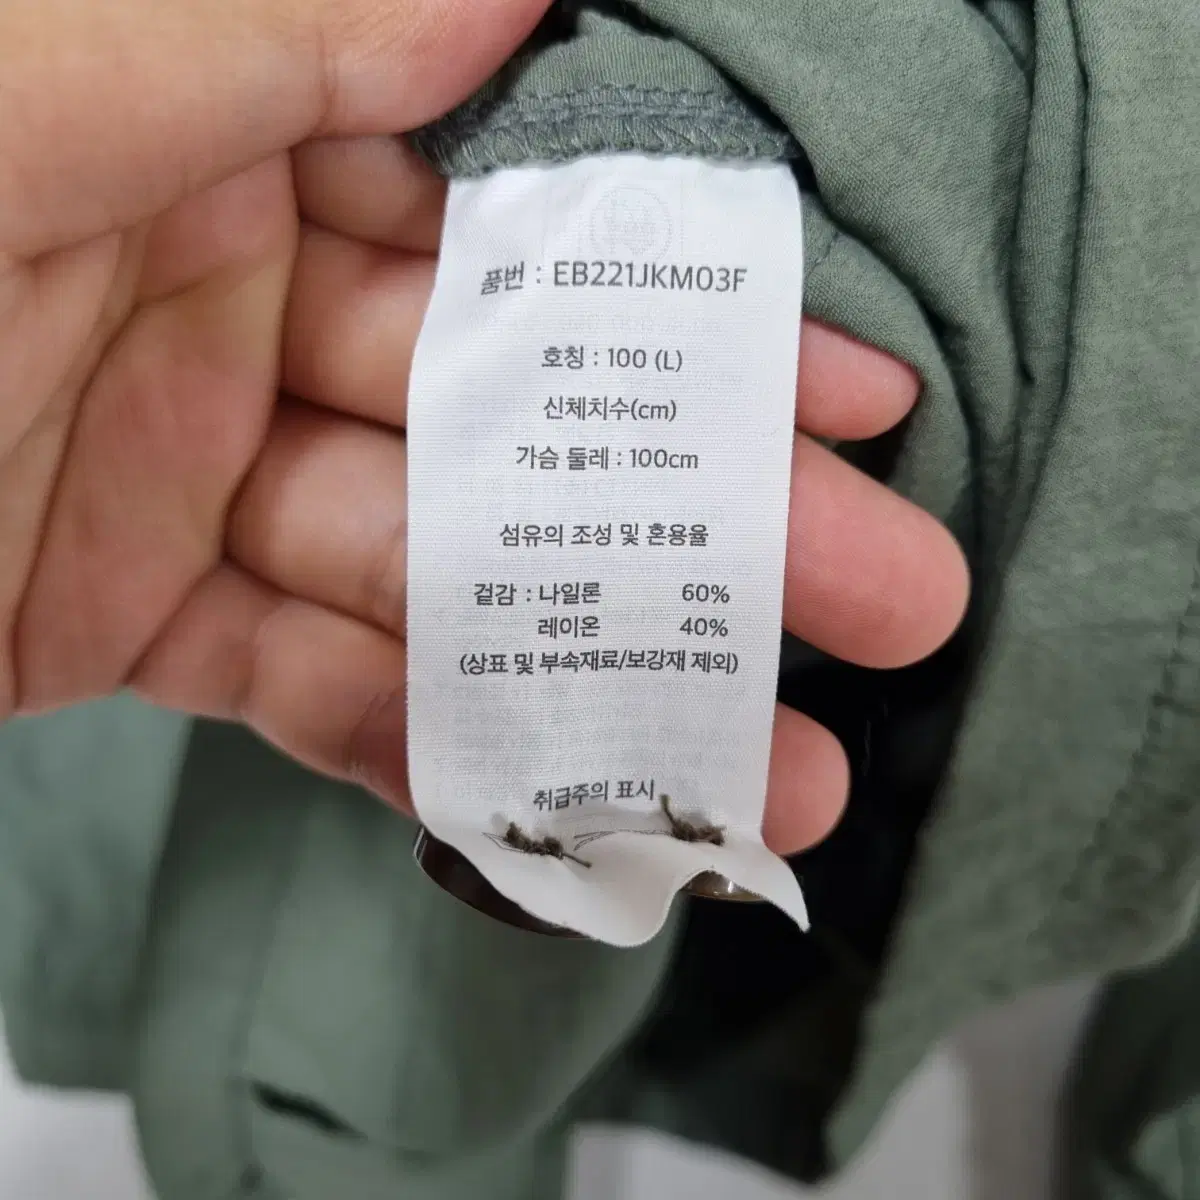 품번 : EB221JKM03F
호칭 : 100 (L)
신체치수(cm)
가슴 둘레 : 100cm
섬유의 조성 및 혼용율
겉감 : 나일론 60%
레이온 40%
(상표 및 부속재료/보강재 제외)
취급주의 표시